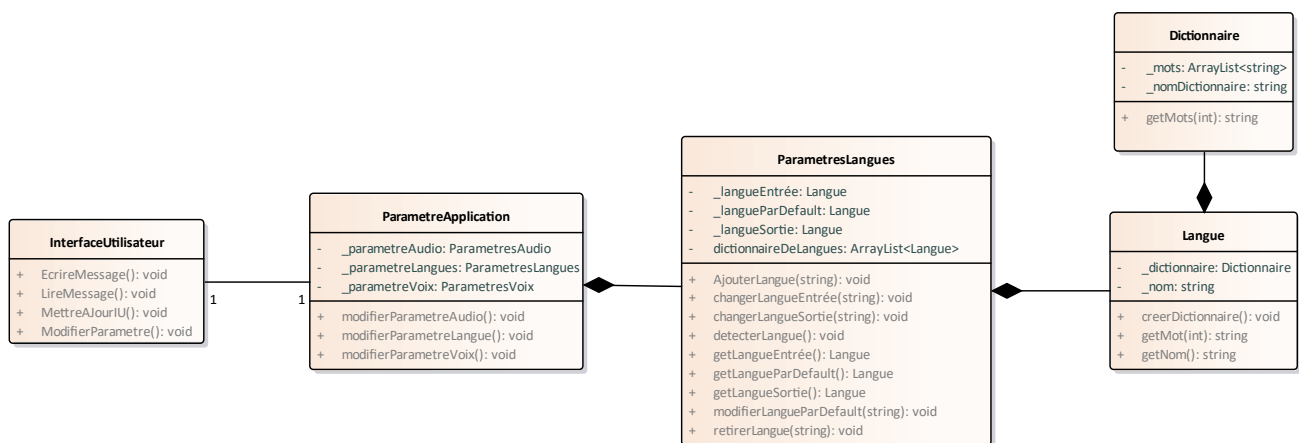 InterfaceUtilisateur
+ EcrireMessage(): void
+ LireMessage(): void
+ MettreAJourIU(): void
+ ModifierParametre(): void
1
1
ParametreApplication
- _parametreAudio: ParametresAudio
- _parametreLangues: ParametresLangues
- _parametreVoix: ParametresVoix
+ modifierParametreAudio(): void
+ modifierParametreLangue(): void
+ modifierParametreVoix(): void
ParametresLangues
- _langueEntrée: Langue
- _langueParDefault: Langue
- _langueSortie: Langue
- dictionnaireDeLangues: ArrayList<Langue>
+ AjouterLangue(string): void
+ changerLangueEntrée(string): void
+ changerLangueSortie(string): void
+ detecterLangue(): void
+ getLangueEntrée(): Langue
+ getLangueParDefault(): Langue
+ getLangueSortie(): Langue
+ modifierLangueParDefault(string): void
+ retirerLangue(string): void
Dictionnaire
- _mots: ArrayList<string>
- _nomDictionnaire: string
+ getMots(int): string
Langue
- _dictionnaire: Dictionnaire
- _nom: string
+ creerDictionnaire(): void
+ getMot(int): string
+ getNom(): string